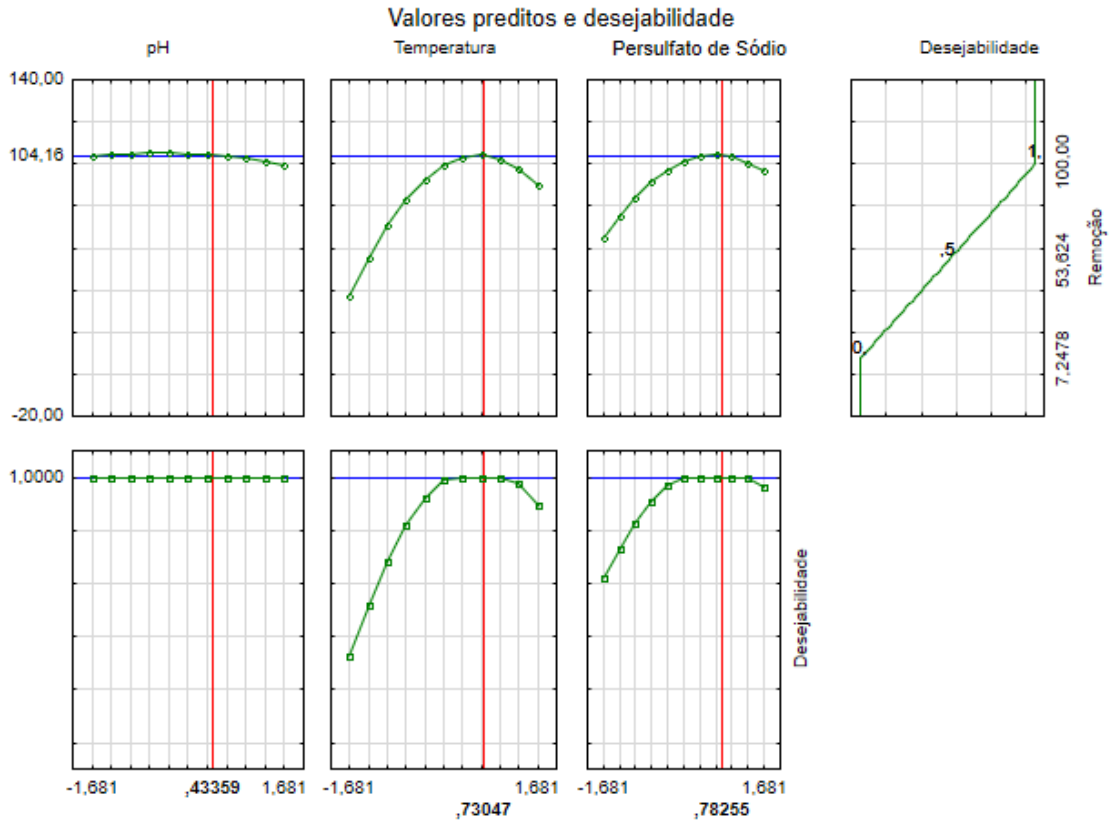 Valores preditos e desejabilidade
pH Temperatura Persulfato de Sódio Desejabilidade
140,00
104,16
-20,00
1,
,5
0,
100,00
53,624
7.2478
Remoção
1,0000
Desejabilidade
-1,681 ,43359 1,681 -1,681 1,681 -1,681 1,681
,73047 ,78255